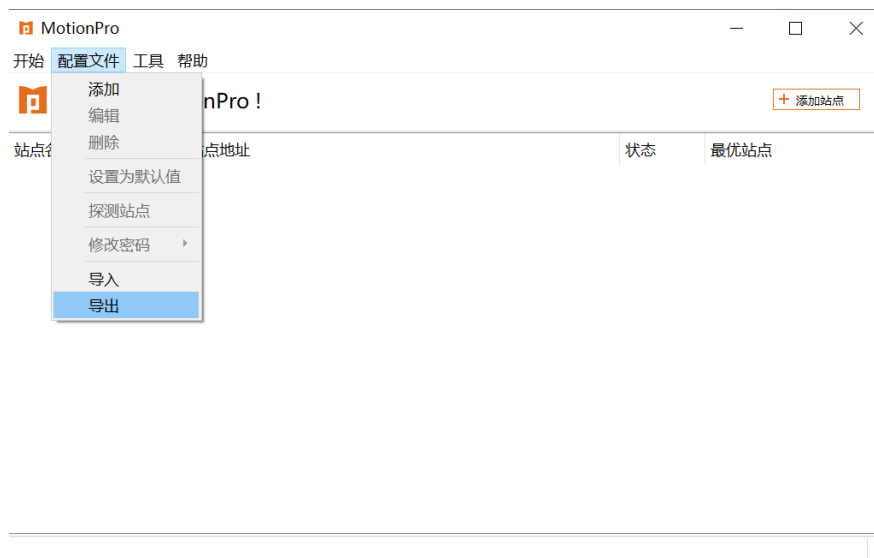 MotionPro
开始 配置文件 工具 帮助
添加
nPro !
+ 添加站点
编辑
删除
站点 点地址 状态 最优站点
设置为默认值
探测站点
修改密码
导入
导出